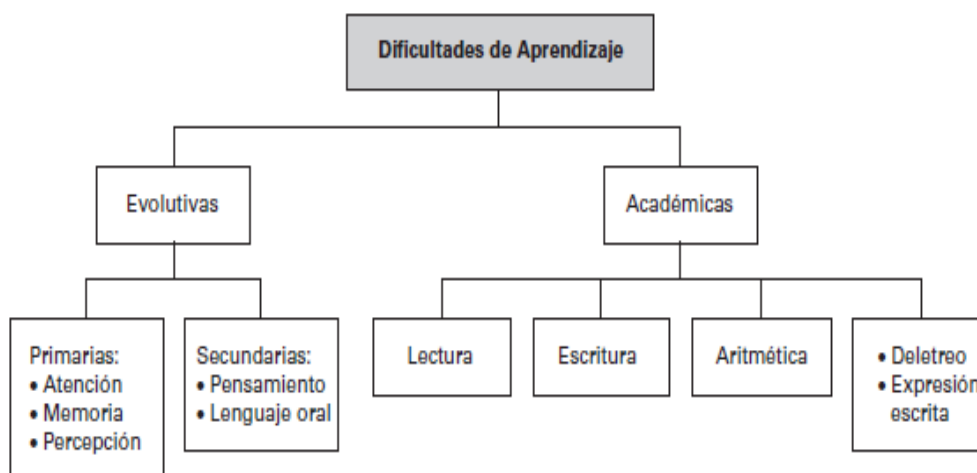 Dificultades de Aprendizaje
Evolutivas
Académicas
Primarias:
• Atención
• Memoria
• Percepción
Secundarias:
• Pensamiento
• Lenguaje oral
Lectura
Escritura
Aritmética
• Deletreo
• Expresión
escrita